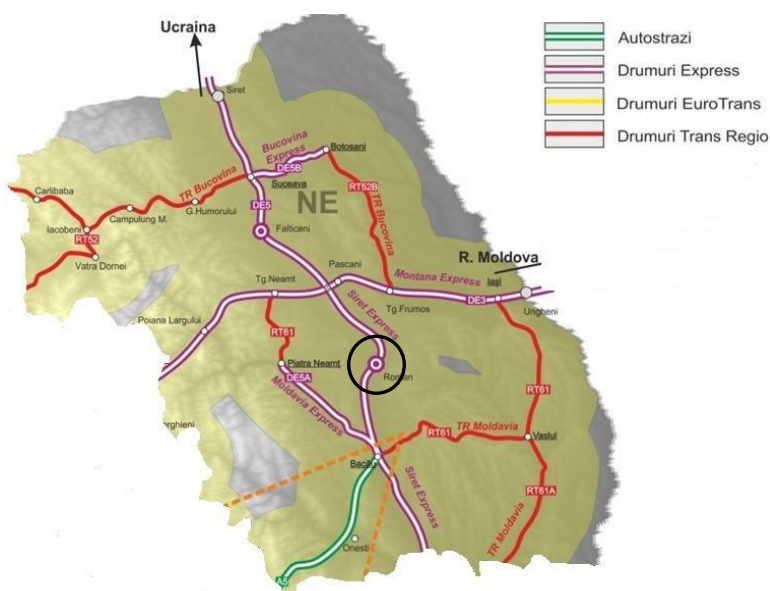 Ucraina
Autostrazi
Drumuri Express
Drumuri EuroTrans
Drumuri Trans Regio
Siret
Bucovina
Express
Botosani
DE5B
TR Bucovina
Suceava
Carlibaba
Campulung M.
G.Humorului
RT52B
NE
DE5
TR Bucovina
Iacobeni
RT52
Falticeni
Vatra Dornei
R. Moldova
Pascani
Montana Express
Iași
Tg.Neamt
DE3
Siret Express
Tg.Frumos
Ungheni
Poiana Largului
RT61
Piatra Neamt
DE5A
Roman
RT61
Moldavia Express
TR Moldavia
RT61
Vaslui
Bacău
Siret Express
RT61A
TR Moldavia
Onesti
A5